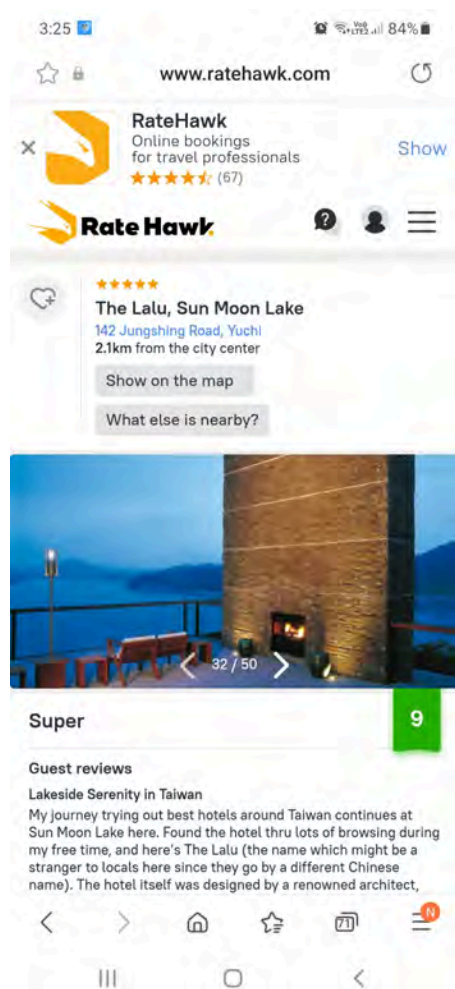 3:25
Vo))
LTE2
84%
www.ratehawk.com
RateHawk
Online bookings
for travel professionals
(67)
Show
RateHawk.
The Lalu, Sun Moon Lake
142 Jungshing Road, Yuchi
2.1km from the city center
Show on the map
What else is nearby?
32 / 50
Super
9
Guest reviews
Lakeside Serenity in Taiwan
My journey trying out best hotels around Taiwan continues at
Sun Moon Lake here. Found the hotel thru lots of browsing during
my free time, and here's The Lalu (the name which might be a
stranger to locals here since they go by a different Chinese
name). The hotel itself was designed by a renowned architect,
71
N